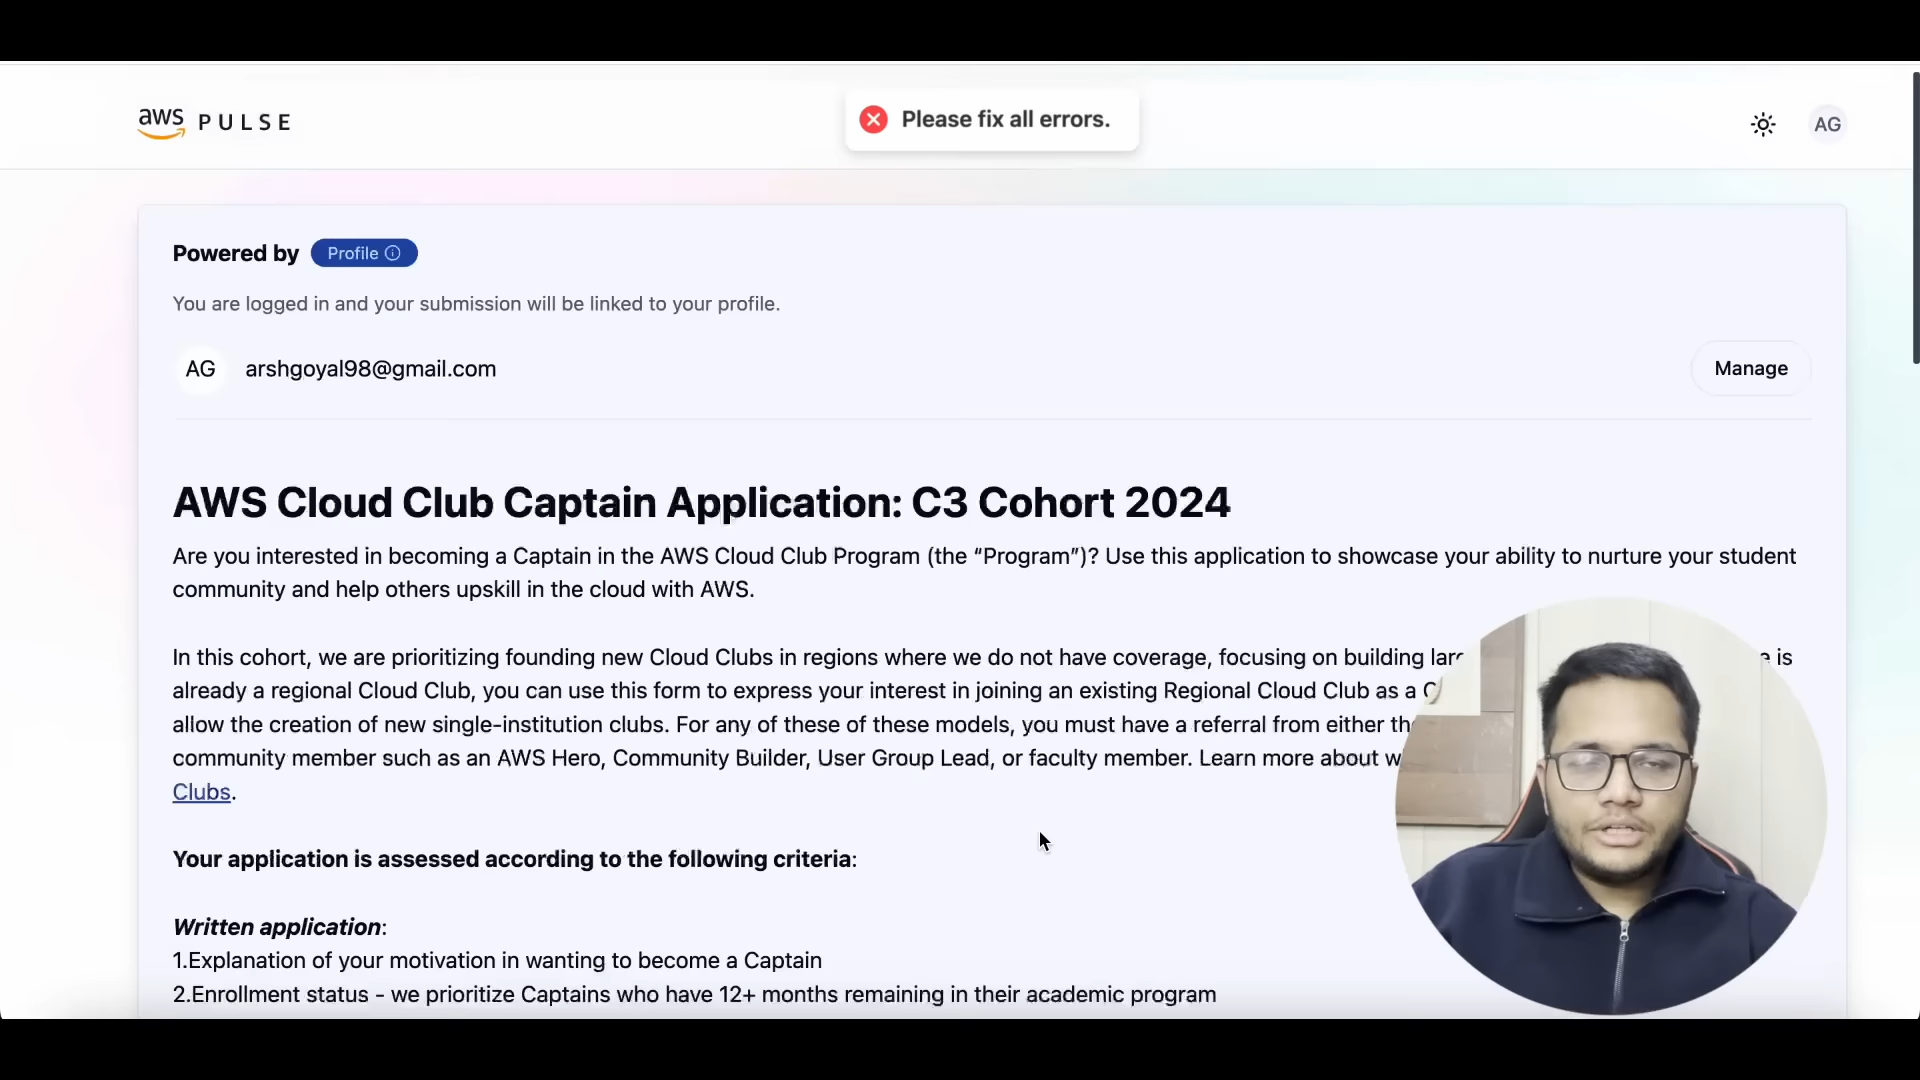 aws PULSE
Please fix all errors.
AG
Powered by Profile
You are logged in and your submission will be linked to your profile.
AG arshgoyal98@gmail.com
Manage
AWS Cloud Club Captain Application: C3 Cohort 2024
Are you interested in becoming a Captain in the AWS Cloud Club Program (the “Program”)? Use this application to showcase your ability to nurture your student
community and help others upskill in the cloud with AWS.
In this cohort, we are prioritizing founding new Cloud Clubs in regions where we do not have coverage, focusing on building is
already a regional Cloud Club, you can use this form to express your interest in joining an existing Regional Cloud Club as a
allow the creation of new single-institution clubs. For any of these of these models, you must have a referral from either
community member such as an AWS Hero, Community Builder, User Group Lead, or faculty member. Learn more about
Clubs.
Your application is assessed according to the following criteria:
Written application:
1.Explanation of your motivation in wanting to become a Captain
2.Enrollment status - we prioritize Captains who have 12+ months remaining in their academic program